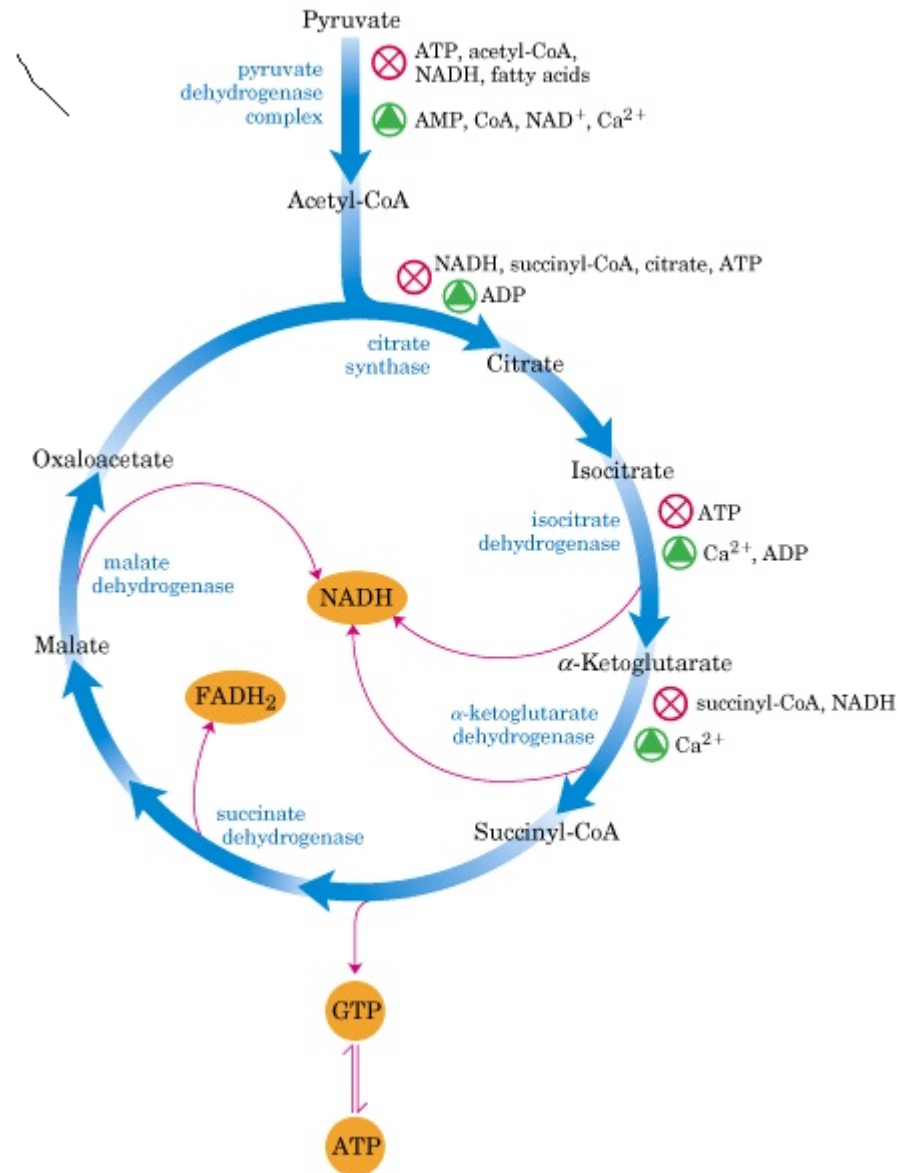 Pyruvate
ATP, acetyl-CoA,
NADH, fatty acids
pyruvate
dehydrogenase
complex
AMP, CoA, NAD⁺, Ca²⁺
Acetyl-CoA
NADH, succinyl-CoA, citrate, ATP
ADP
citrate
synthase
Citrate
Oxaloacetate
Isocitrate
ATP
isocitrate
dehydrogenase
Ca²⁺, ADP
malate
dehydrogenase
NADH
Malate
α-Ketoglutarate
FADH₂
succinyl-CoA, NADH
α-ketoglutarate
dehydrogenase
Ca²⁺
succinate
dehydrogenase
Succinyl-CoA
GTP
ATP